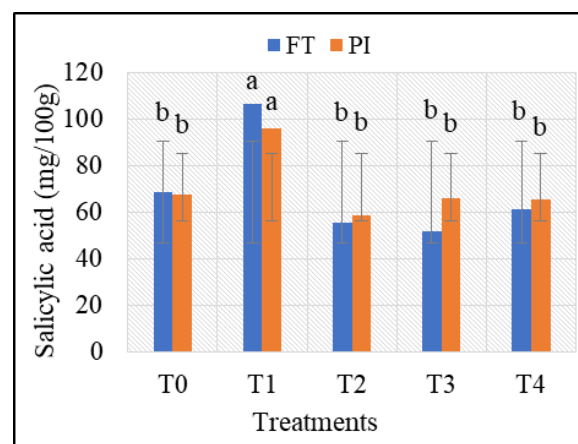 FT PI
Salicylic acid (mg/100g)
120
100
80
60
40
20
0
b b a a b b b b b b
T0 T1 T2 T3 T4
Treatments